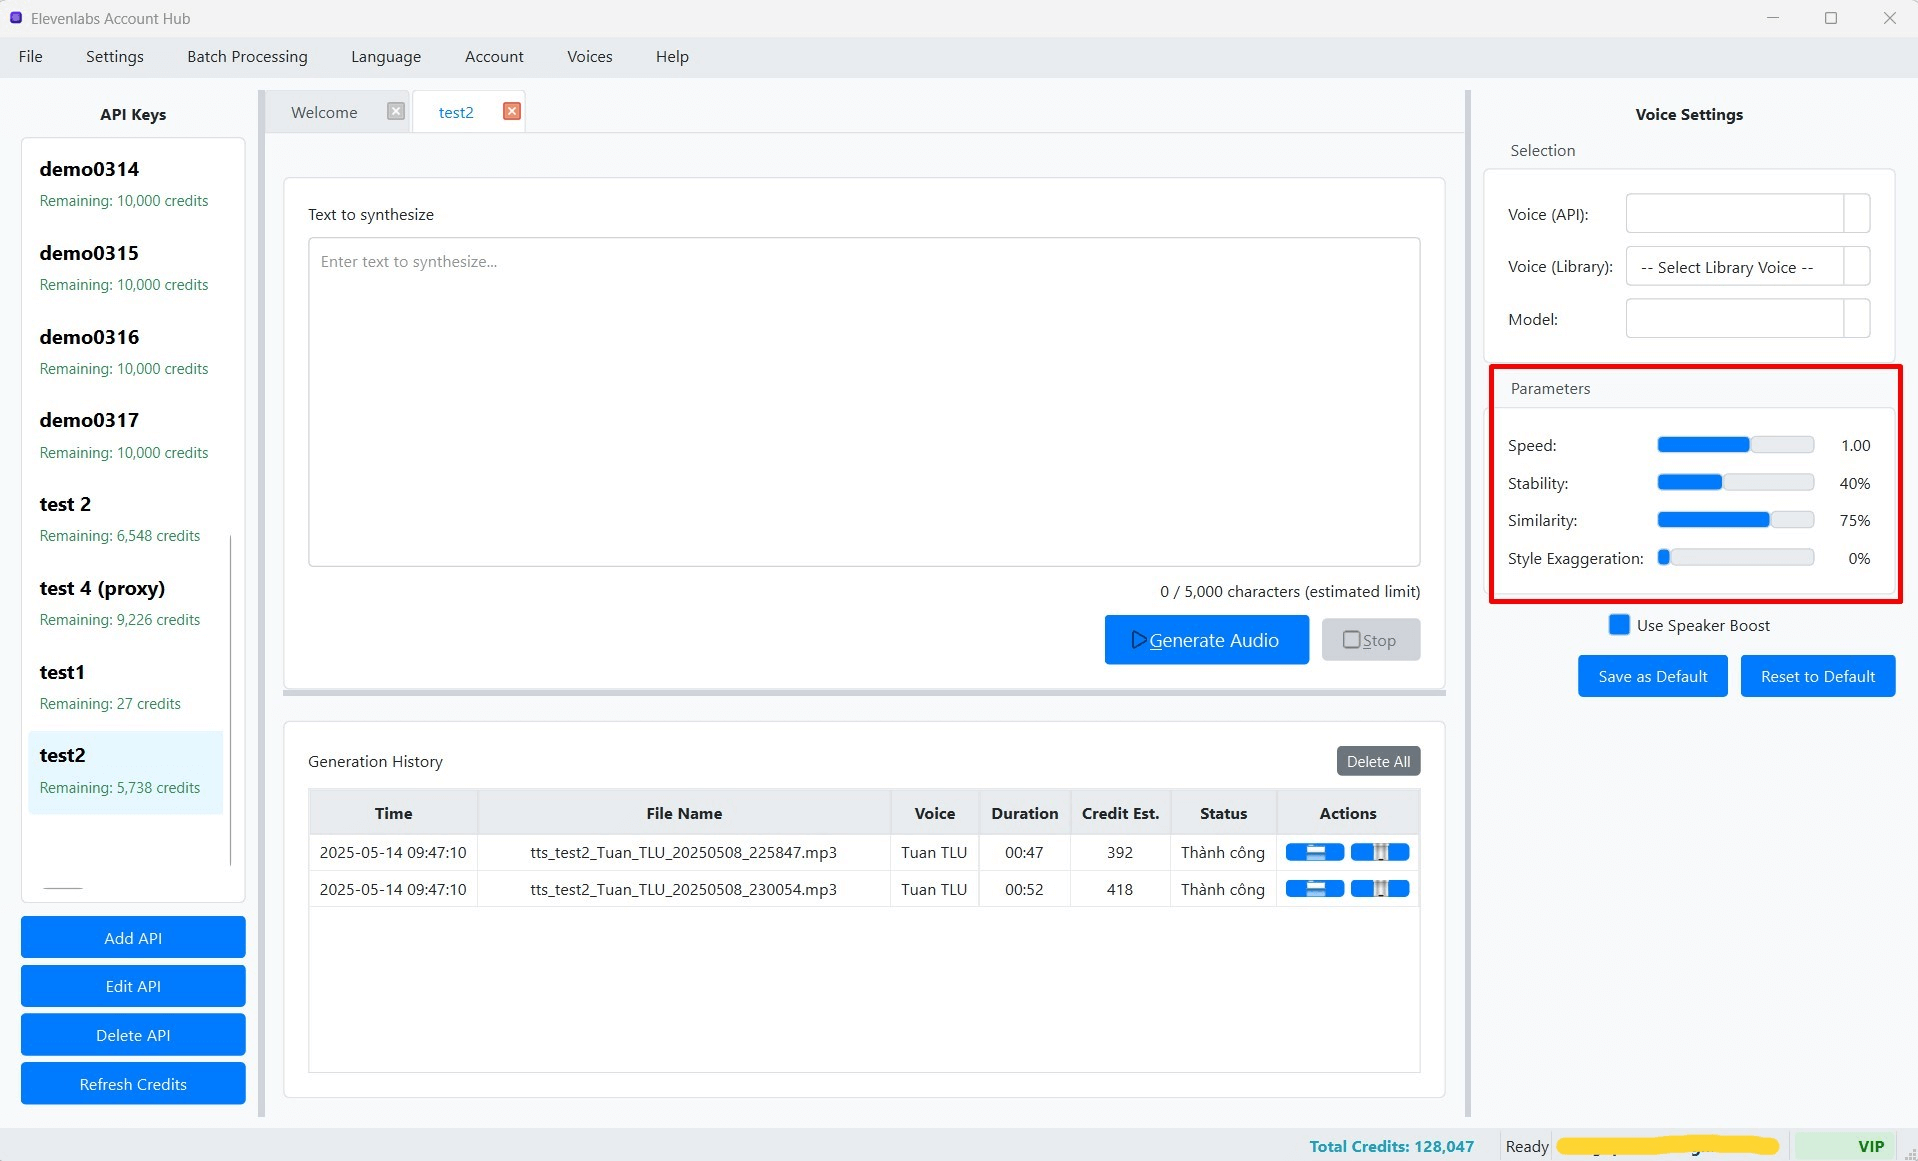 Elevenlabs Account Hub
File Settings Batch Processing Language Account Voices Help
API Keys
demo0314
Remaining: 10,000 credits
demo0315
Remaining: 10,000 credits
demo0316
Remaining: 10,000 credits
demo0317
Remaining: 10,000 credits
test 2
Remaining: 6,548 credits
test 4 (proxy)
Remaining: 9,226 credits
test1
Remaining: 27 credits
test2
Remaining: 5,738 credits
Add API
Edit API
Delete API
Refresh Credits
Welcome test2
Text to synthesize
Enter text to synthesize...
0 / 5,000 characters (estimated limit)
Generate Audio Stop
Generation History Delete All
Time File Name Voice Duration Credit Est. Status Actions
2025-05-14 09:47:10 tts_test2_Tuan_TLU_20250508_225847.mp3 Tuan TLU 00:47 392 Thành công
2025-05-14 09:47:10 tts_test2_Tuan_TLU_20250508_230054.mp3 Tuan TLU 00:52 418 Thành công
Voice Settings
Selection
Voice (API):
Voice (Library): -- Select Library Voice --
Model:
Parameters
Speed: 1.00
Stability: 40%
Similarity: 75%
Style Exaggeration: 0%
Use Speaker Boost
Save as Default Reset to Default
Total Credits: 128,047 Ready VIP